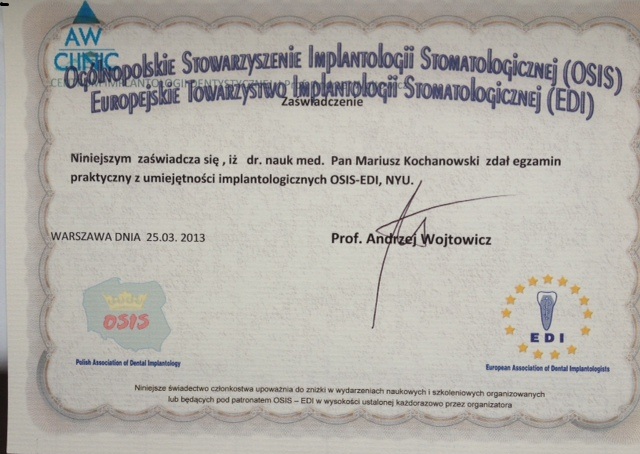 AW
CLINIC
Ogólnopolskie Stowarzyszenie Implantologii Stomatologicznej (OSIS)
Europejskie Towarzystwo Implantologii Stomatologicznej (EDI)
Zaświadczenie
Niniejszym zaświadcza się , iż dr. nauk med. Pan Mariusz Kochanowski zdał egzamin
praktyczny z umiejętności implantologicznych OSIS-EDI, NYU.
WARSZAWA DNIA 25.03. 2013
Prof. Andrzej Wojtowicz
OSIS
EDI
Polish Association of Dental Implantology
European Association of Dental Implantologists
Niniejsze świadectwo członkostwa upoważnia do zniżki w wydarzeniach naukowych i szkoleniowych organizowanych
lub będących pod patronatem OSIS – EDI w wysokości ustalonej każdorazowo przez organizatora